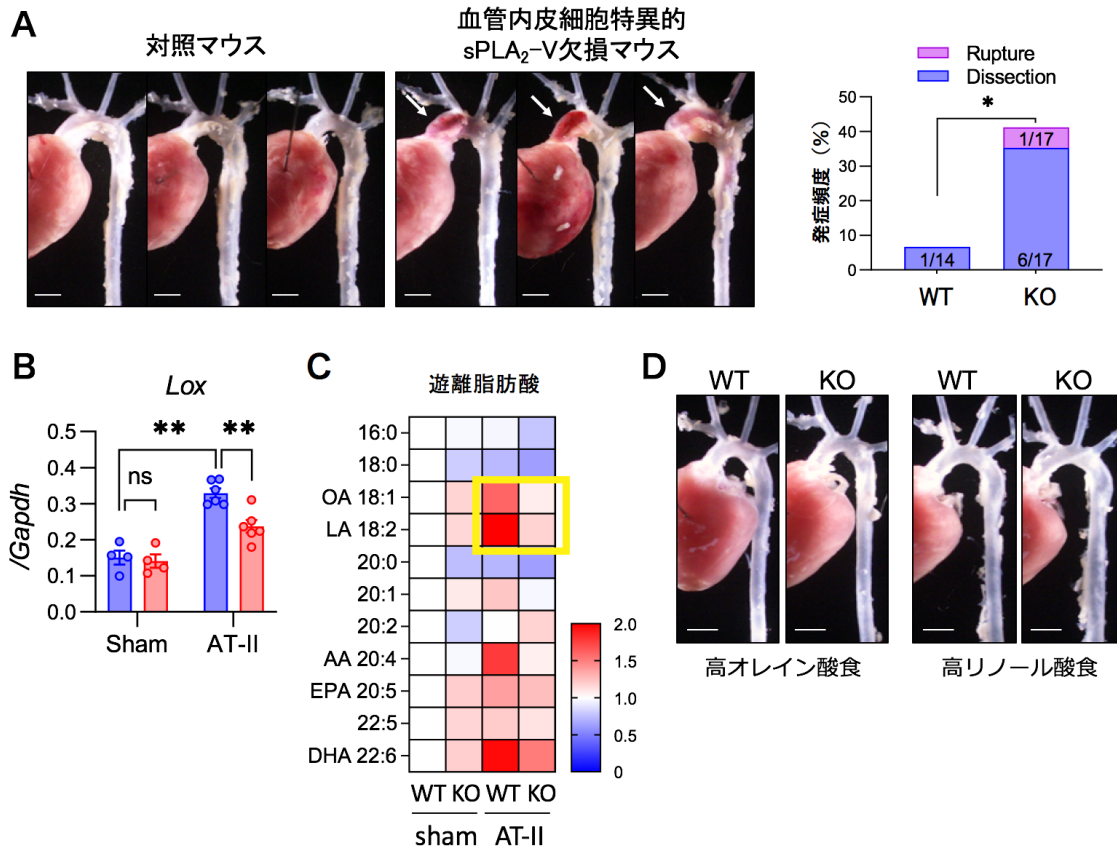 A
対照マウス
血管内皮細胞特異的
sPLA₂-V欠損マウス
Rupture
Dissection
発症頻度（%）
50
40
30
20
10
0
*
1/17
1/14
6/17
WT
KO
B
Lox
/Gapdh
0.5
0.4
0.3
0.2
0.1
0.0
ns
**
**
Sham
AT-II
C
遊離脂肪酸
16:0
18:0
OA 18:1
LA 18:2
20:0
20:1
20:2
AA 20:4
EPA 20:5
22:5
DHA 22:6
WT KO WT KO
sham
AT-II
2.0
1.5
1.0
0.5
0
D
WT
KO
WT
KO
高オレイン酸食
高リノール酸食